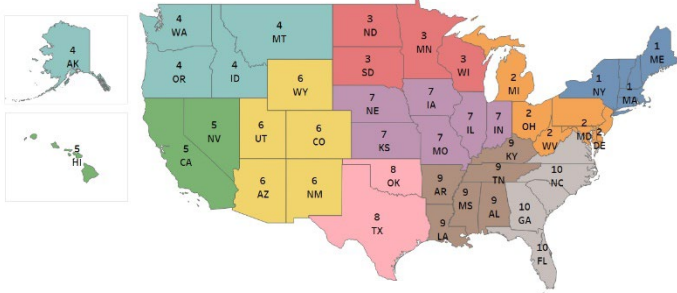 4
AK
5
HI
4
WA
4
OR
4
ID
4
MT
5
CA
5
NV
6
WY
6
UT
6
CO
6
AZ
6
NM
3
ND
3
SD
3
MN
3
WI
7
NE
7
KS
7
IA
7
MO
7
IL
7
IN
8
OK
8
TX
9
AR
9
LA
9
MS
9
AL
9
TN
9
KY
2
MI
2
OH
2
WV
2
MD
2
DE
1
NY
1
MA
1
ME
10
NC
10
GA
10
FL